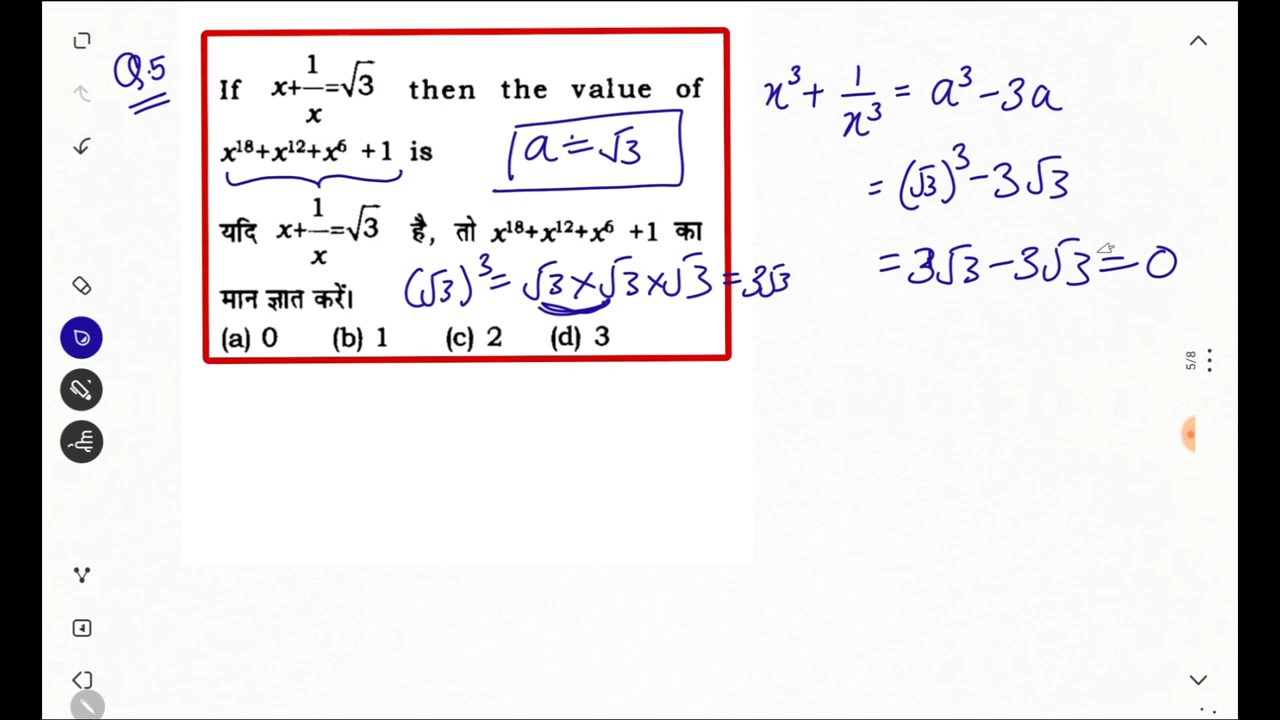 Q.5
If x+1/x=√3 then the value of
x¹⁸+x¹²+x⁶ +1 is
a = √3
यदि x+1/x=√3 है, तो x¹⁸+x¹²+x⁶ +1 का
मान ज्ञात करें।
(√3)³ = √3 × √3 × √3 = 3√3
(a) 0 (b) 1 (c) 2 (d) 3
x³ + 1/x³ = a³ - 3a
= (√3)³ - 3√3
= 3√3 - 3√3 = 0
5/8